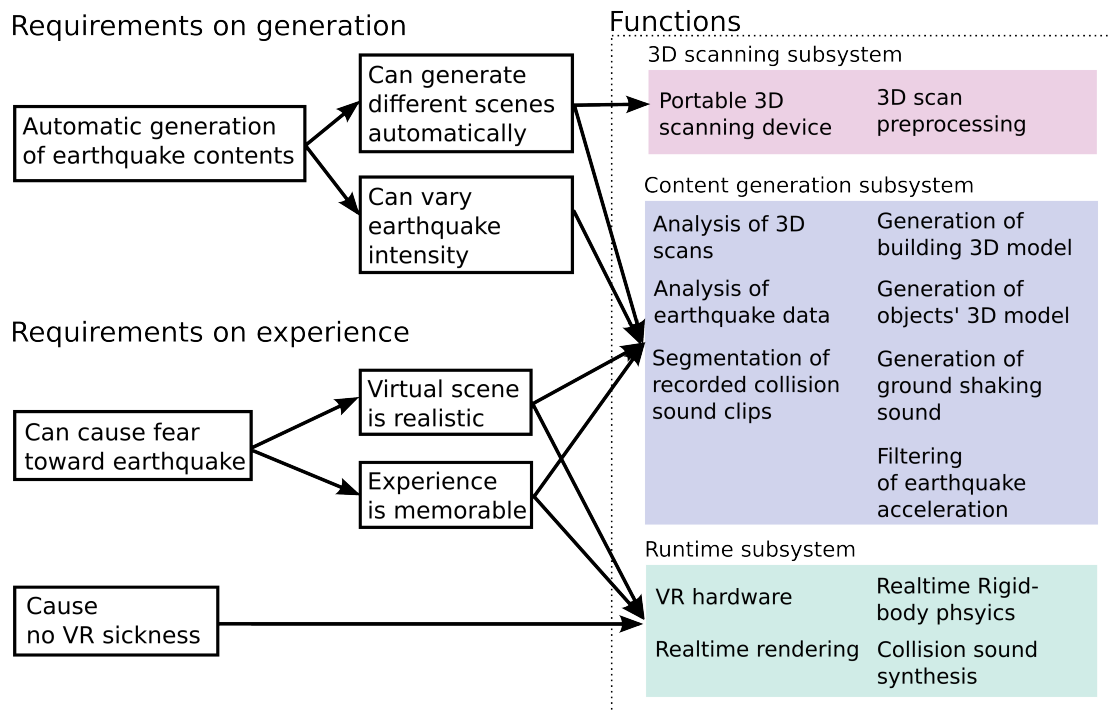 Requirements on generation
Automatic generation
of earthquake contents
Can generate
different scenes
automatically
Can vary
earthquake
intensity
Requirements on experience
Can cause fear
toward earthquake
Virtual scene
is realistic
Experience
is memorable
Cause
no VR sickness
Functions
3D scanning subsystem
Portable 3D
scanning device
3D scan
preprocessing
Content generation subsystem
Analysis of 3D
scans
Analysis of
earthquake data
Segmentation of
recorded collision
sound clips
Generation of
building 3D model
Generation of
objects' 3D model
Generation of
ground shaking
sound
Filtering
of earthquake
acceleration
Runtime subsystem
VR hardware
Realtime rendering
Realtime Rigid-
body phsyics
Collision sound
synthesis